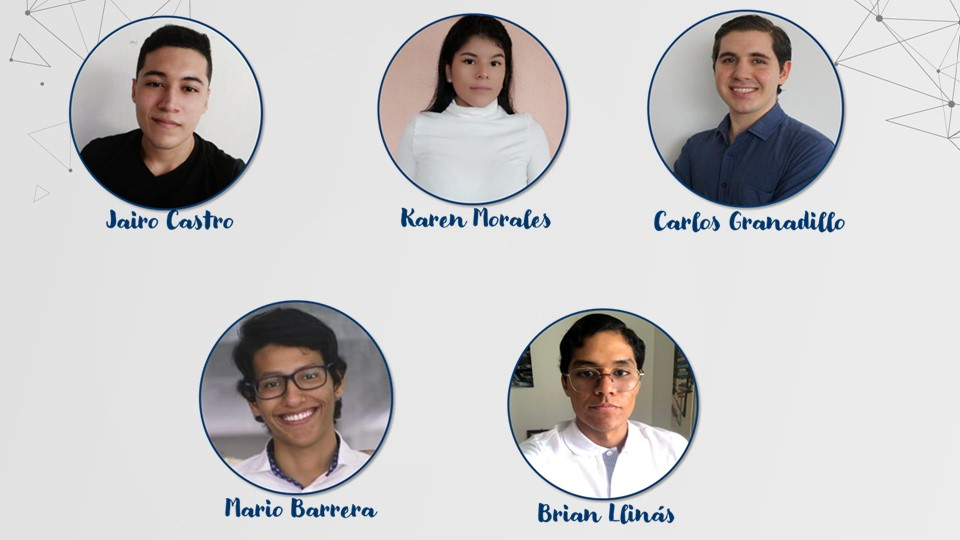 Jairo Castro
Karen Morales
Carlos Granadillo
Mario Barrera
Brian Llinás